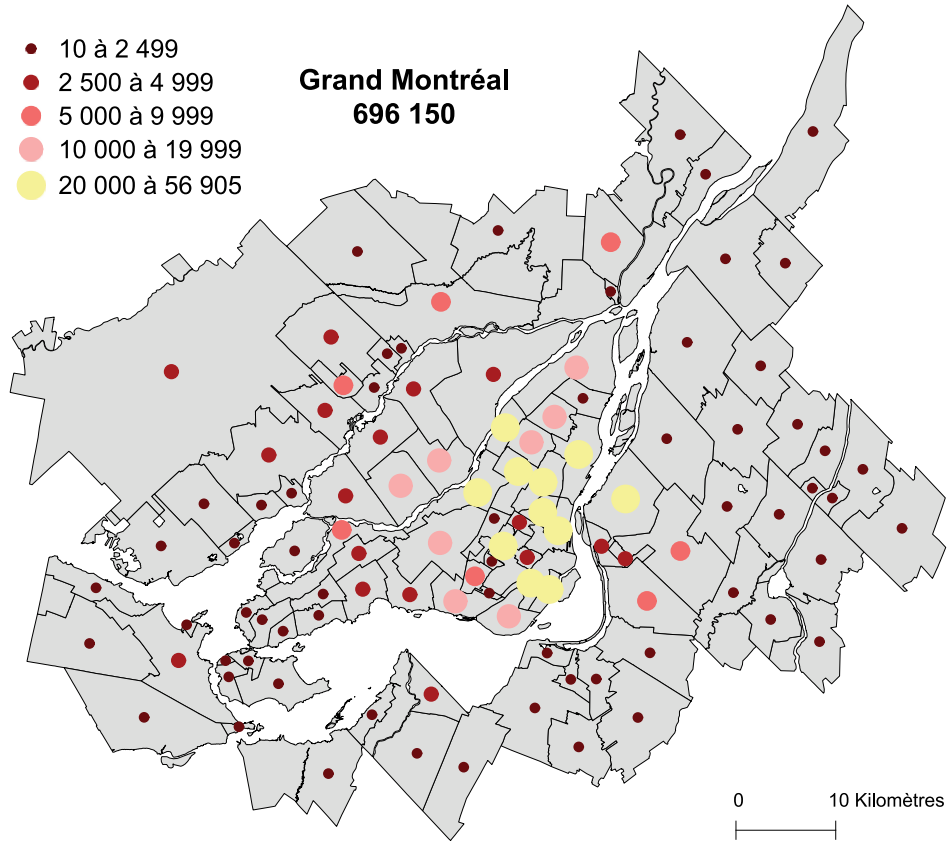 10 à 2 499
2 500 à 4 999
5 000 à 9 999
10 000 à 19 999
20 000 à 56 905
Grand Montréal
696 150
0 10 Kilomètres